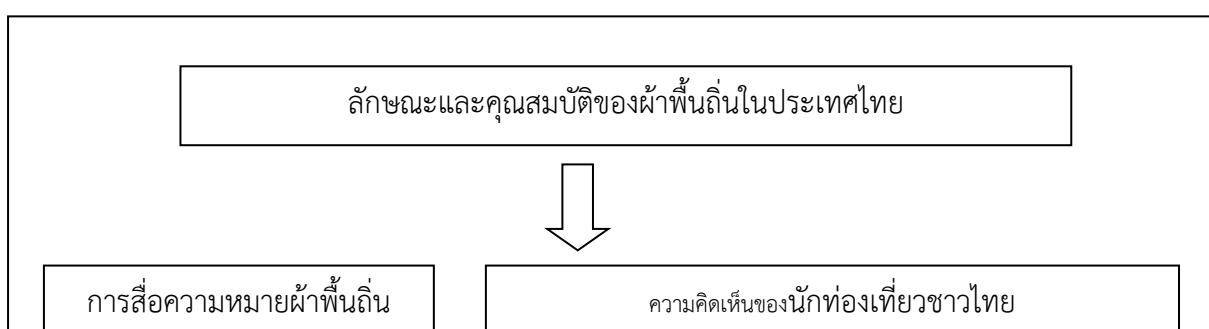 ลักษณะและคุณสมบัติของผ้าพื้นถิ่นในประเทศไทย
การสื่อความหมายผ้าพื้นถิ่น
ความคิดเห็นของนักท่องเที่ยวชาวไทย